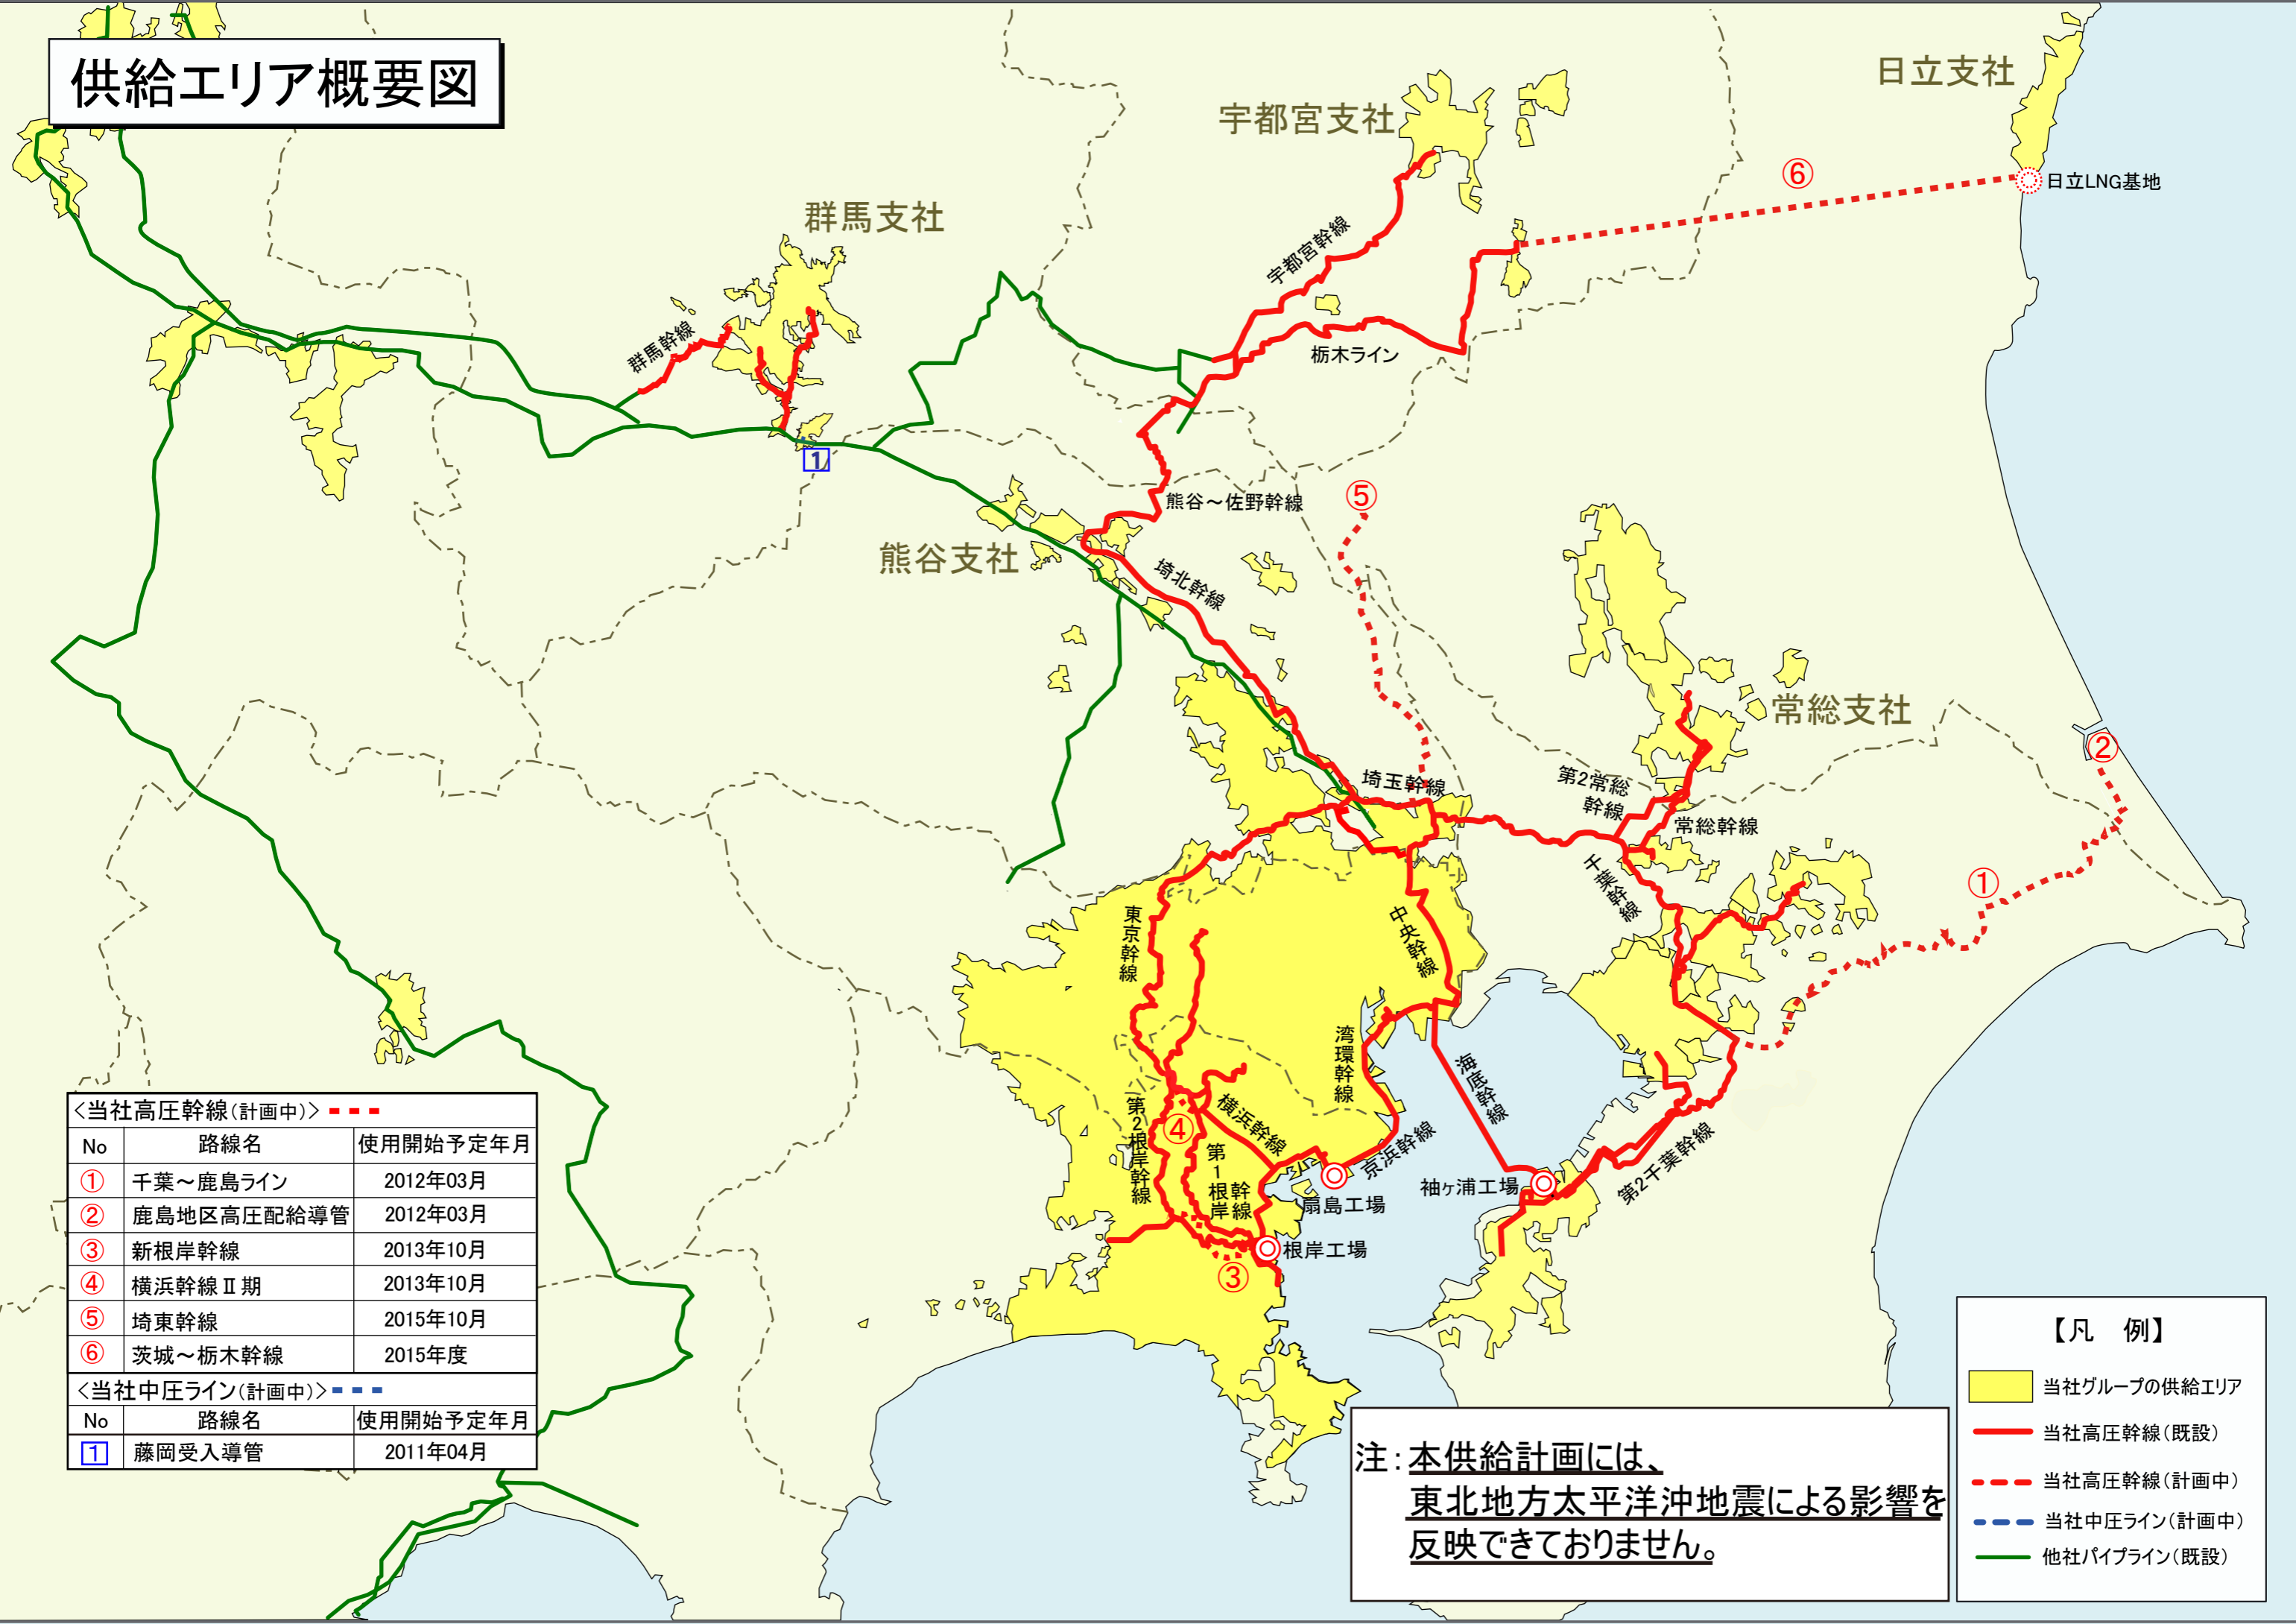 供給エリア概要図
日立支社
宇都宮支社
⑥
日立LNG基地
群馬支社
宇都宮幹線
群馬幹線
栃木ライン
1
⑤
熊谷～佐野幹線
熊谷支社
埼北幹線
常総支社
②
埼玉幹線
第2常総
幹線
常総幹線
千葉幹線
①
東京幹線
中央幹線
湾環幹線
海底幹線
第2根岸幹線
④
横浜幹線
第1根岸
幹線
京浜幹線
扇島工場
袖ヶ浦工場
第2千葉幹線
根岸工場
③
<当社高圧幹線(計画中)>
No 路線名 使用開始予定年月
① 千葉～鹿島ライン 2012年03月
② 鹿島地区高圧配給導管 2012年03月
③ 新根岸幹線 2013年10月
④ 横浜幹線Ⅱ期 2013年10月
⑤ 埼東幹線 2015年10月
⑥ 茨城～栃木幹線 2015年度
<当社中圧ライン(計画中)>
No 路線名 使用開始予定年月
1 藤岡受入導管 2011年04月
注:本供給計画には、
東北地方太平洋沖地震による影響を
反映できておりません。
【凡　例】
当社グループの供給エリア
当社高圧幹線(既設)
当社高圧幹線(計画中)
当社中圧ライン(計画中)
他社パイプライン(既設)